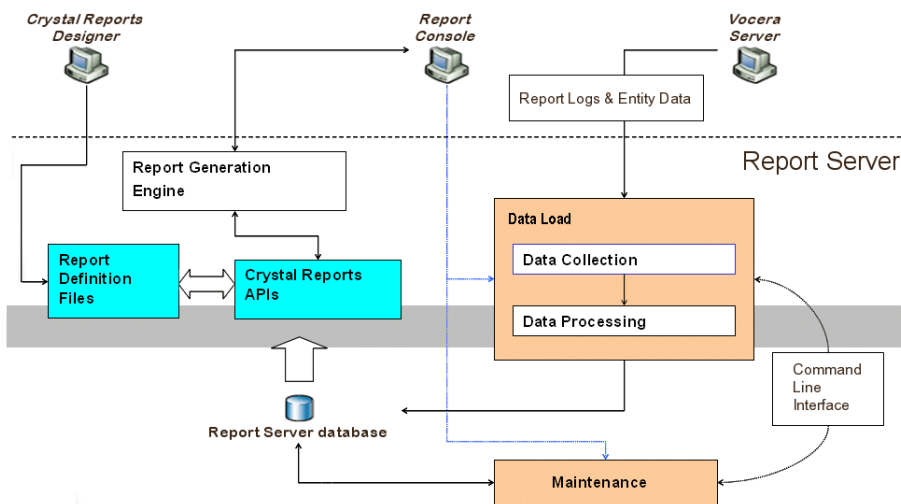 Crystal Reports
Designer
Report
Console
Vocera
Server
Report Logs & Entity Data
Report Server
Report Generation
Engine
Data Load
Report
Definition
Files
Crystal Reports
APIs
Data Collection
Data Processing
Command
Line
Interface
Report Server database
Maintenance